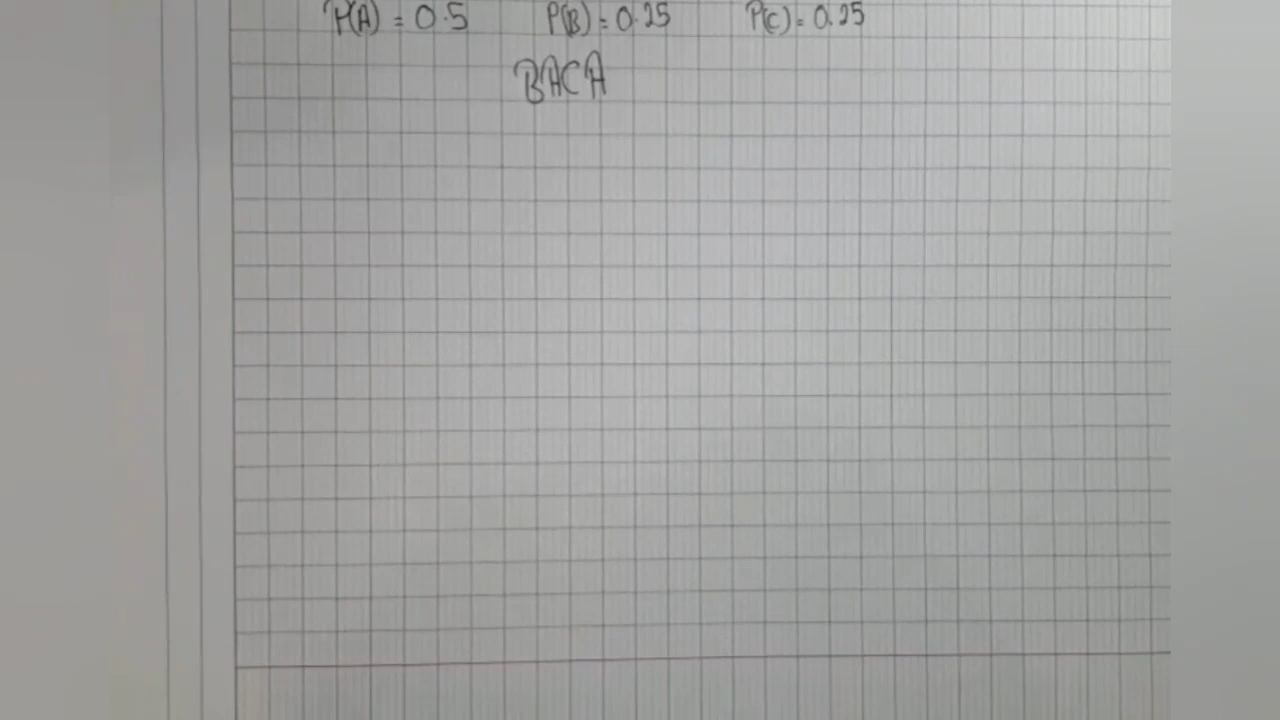 P(A) = 0.5 P(B) = 0.25 P(C) = 0.25
BACA